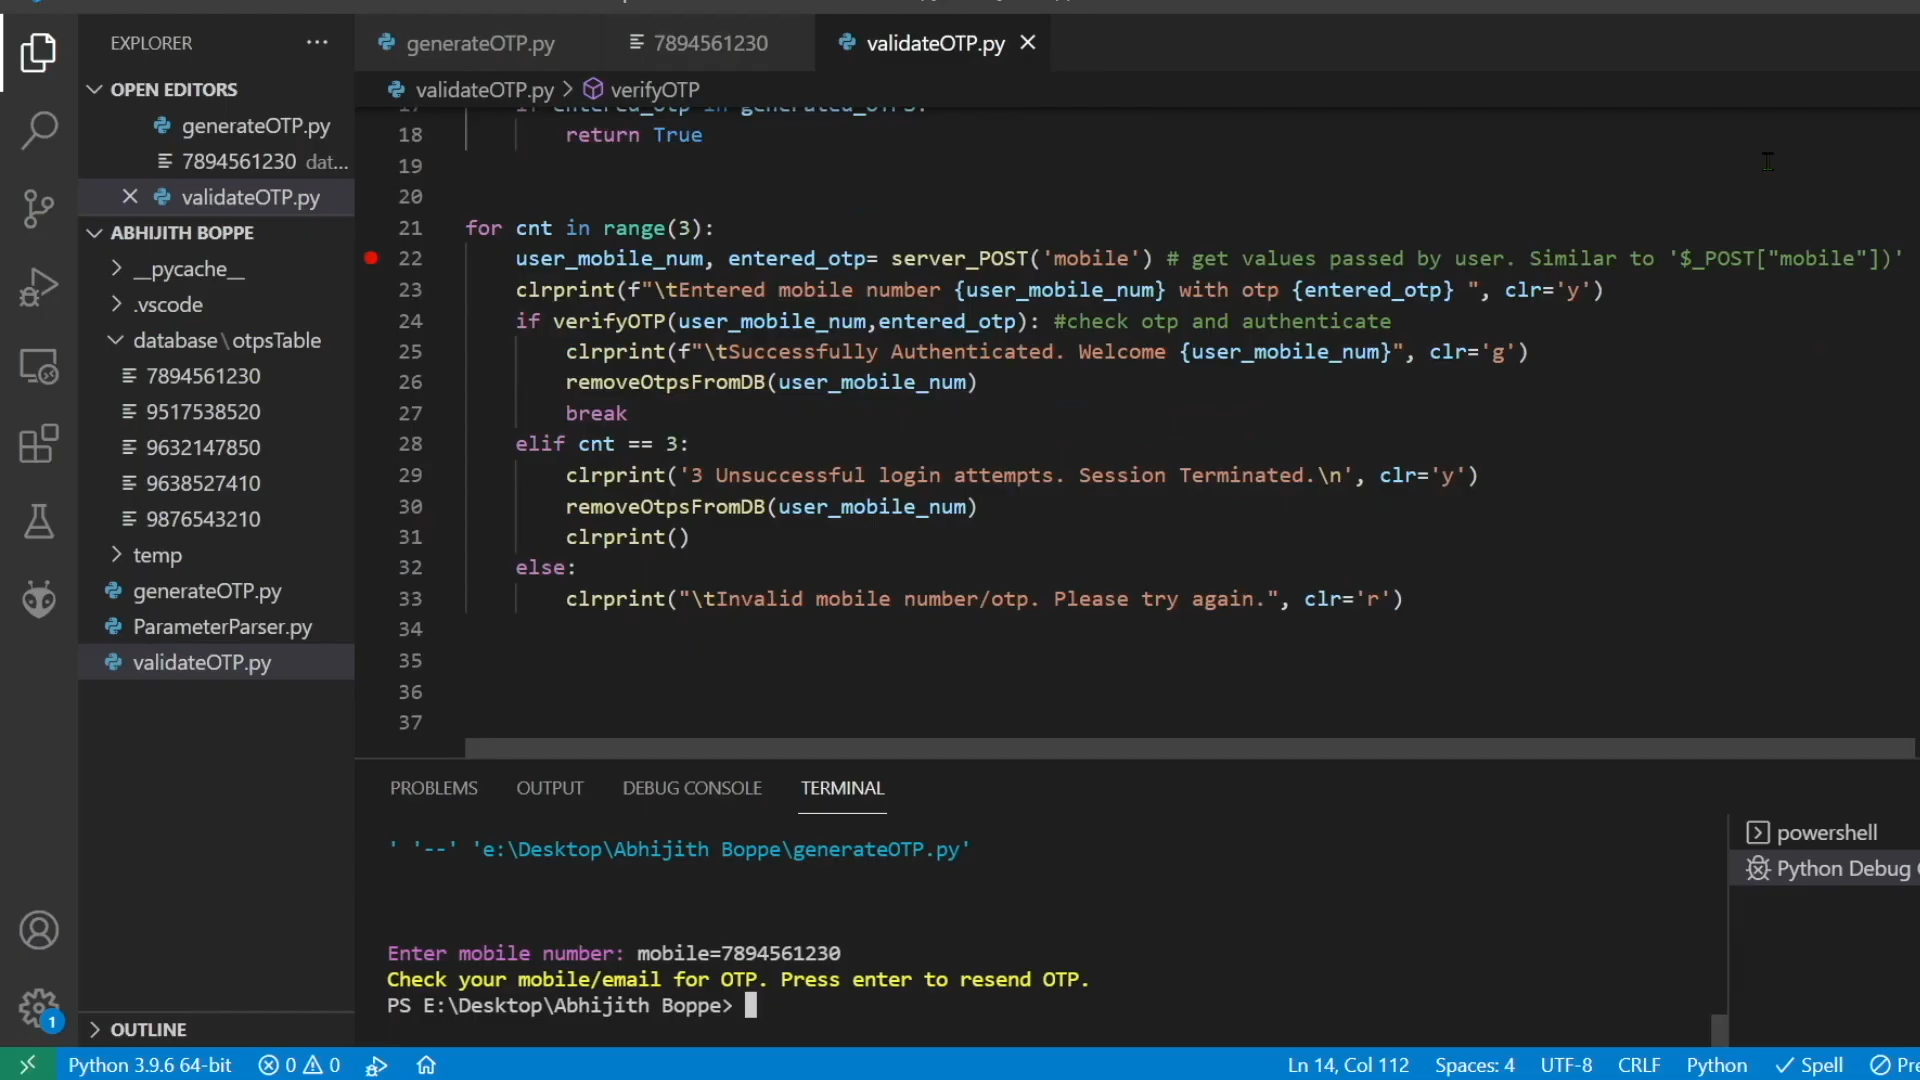 EXPLORER
OPEN EDITORS
generateOTP.py
7894561230 dat...
validateOTP.py
ABHIJITH BOPPE
__pycache__
.vscode
database\otpsTable
7894561230
9517538520
9632147850
9638527410
9876543210
temp
generateOTP.py
ParameterParser.py
validateOTP.py
OUTLINE
generateOTP.py 7894561230 validateOTP.py
validateOTP.py > verifyOTP
17 if entered_otp in generated_OTPs:
18 return True
19
20
21 for cnt in range(3):
22 user_mobile_num, entered_otp= server_POST('mobile') # get values passed by user. Similar to '$_POST["mobile"])'
23 clrprint(f"\tEntered mobile number {user_mobile_num} with otp {entered_otp} ", clr='y')
24 if verifyOTP(user_mobile_num,entered_otp): #check otp and authenticate
25 clrprint(f"\tSuccessfully Authenticated. Welcome {user_mobile_num}", clr='g')
26 removeOtpsFromDB(user_mobile_num)
27 break
28 elif cnt == 3:
29 clrprint('3 Unsuccessful login attempts. Session Terminated.\n', clr='y')
30 removeOtpsFromDB(user_mobile_num)
31 clrprint()
32 else:
33 clrprint("\tInvalid mobile number/otp. Please try again.", clr='r')
34
35
36
37
PROBLEMS OUTPUT DEBUG CONSOLE TERMINAL
' '--' 'e:\Desktop\Abhijith Boppe\generateOTP.py'
Enter mobile number: mobile=7894561230
Check your mobile/email for OTP. Press enter to resend OTP.
PS E:\Desktop\Abhijith Boppe>
powershell
Python Debug
1
Python 3.9.6 64-bit 0 0 Ln 14, Col 112 Spaces: 4 UTF-8 CRLF Python Spell